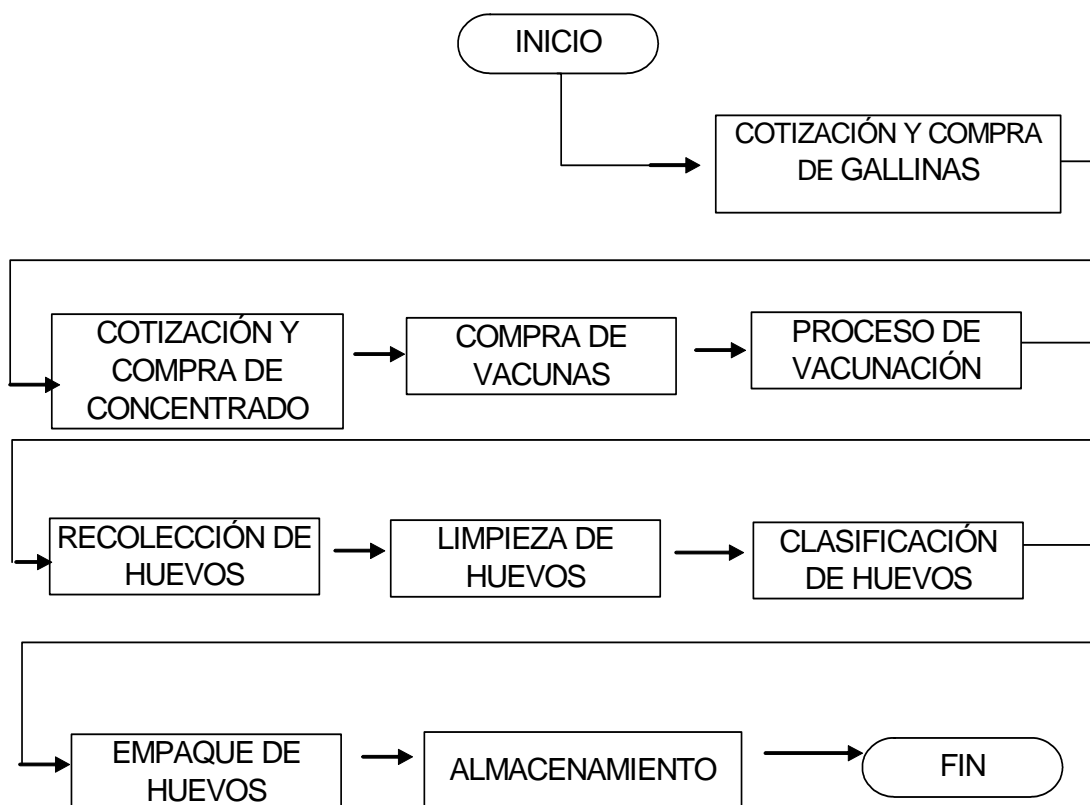 INICIO
COTIZACIÓN Y COMPRA
DE GALLINAS
COTIZACIÓN Y
COMPRA DE
CONCENTRADO
COMPRA DE
VACUNAS
PROCESO DE
VACUNACIÓN
RECOLECCIÓN DE
HUEVOS
LIMPIEZA DE
HUEVOS
CLASIFICACIÓN
DE HUEVOS
EMPAQUE DE
HUEVOS
ALMACENAMIENTO
FIN